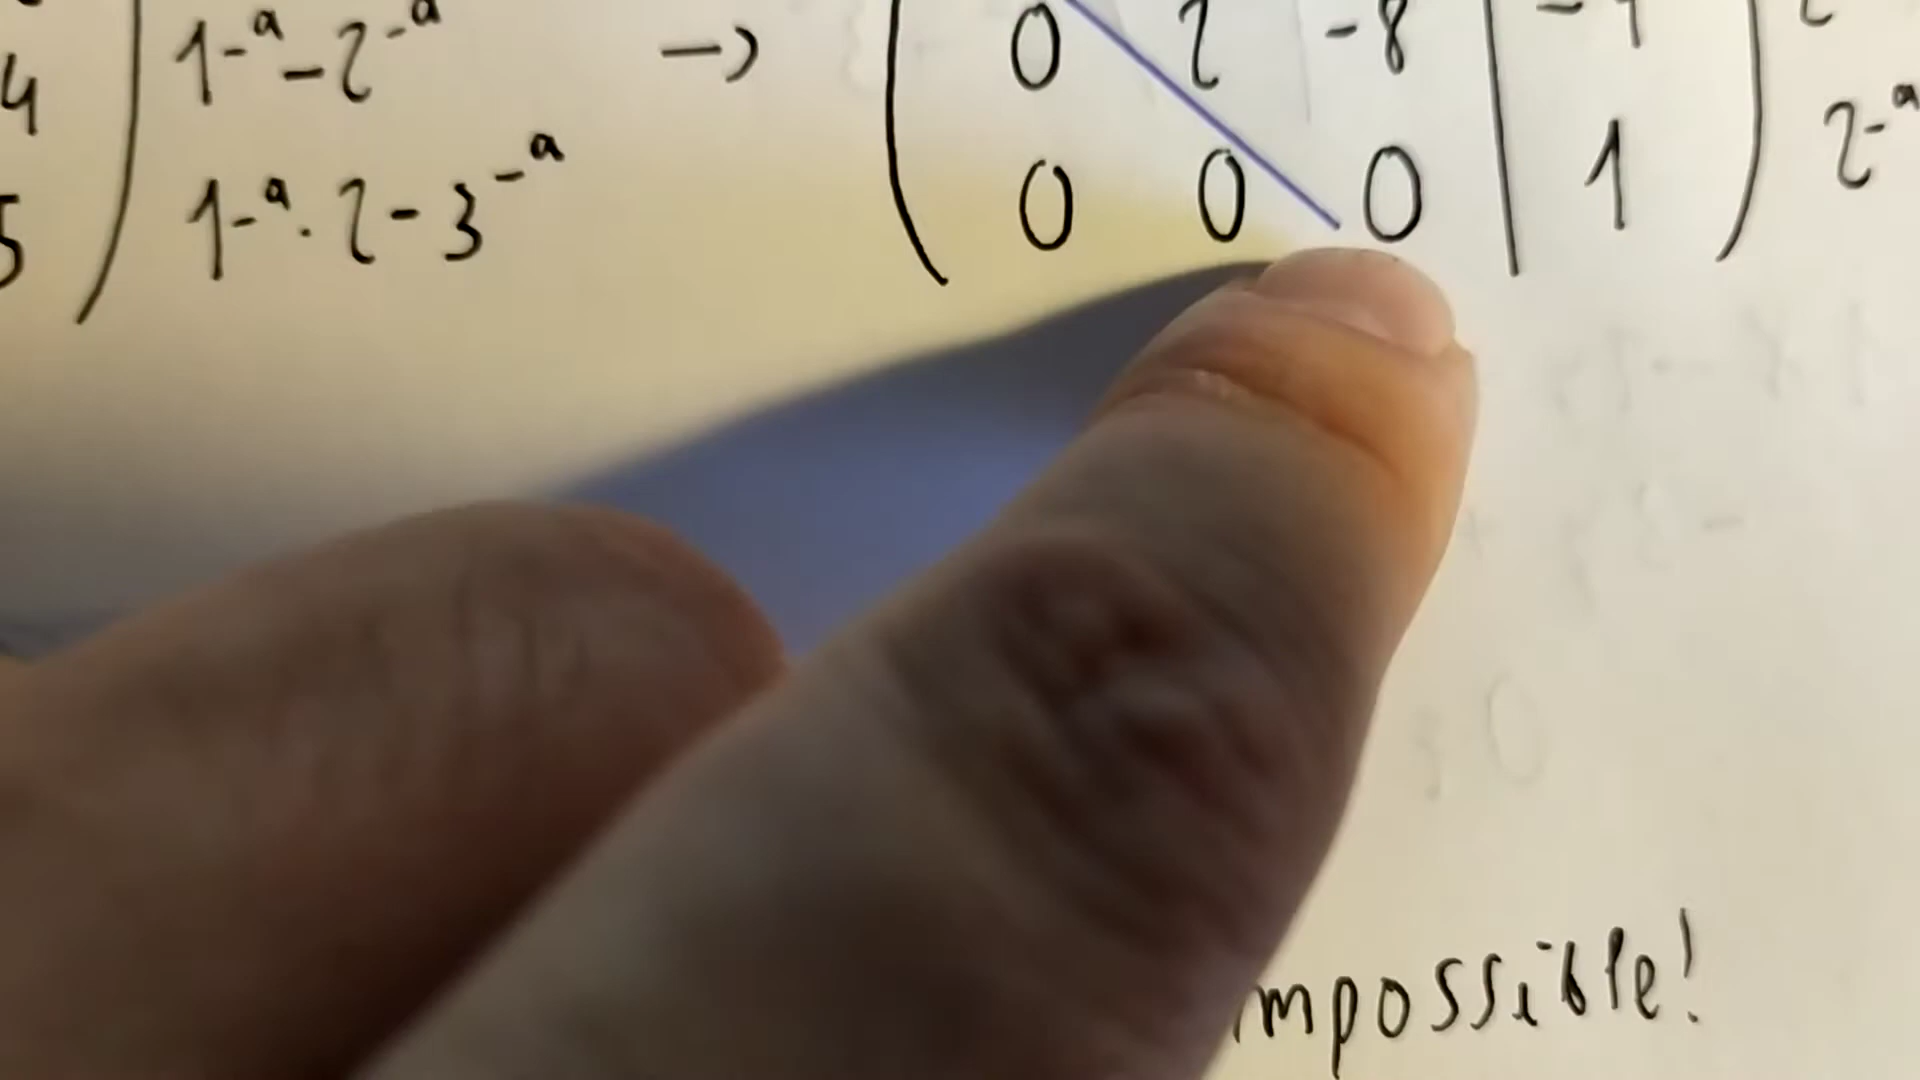 4 | 1-ª - 2-ª → ( 0 2 -8 |
5 ) 1-ª · 2 - 3-ª 0 0 0 | 1 ) 2-ª
mpossible!